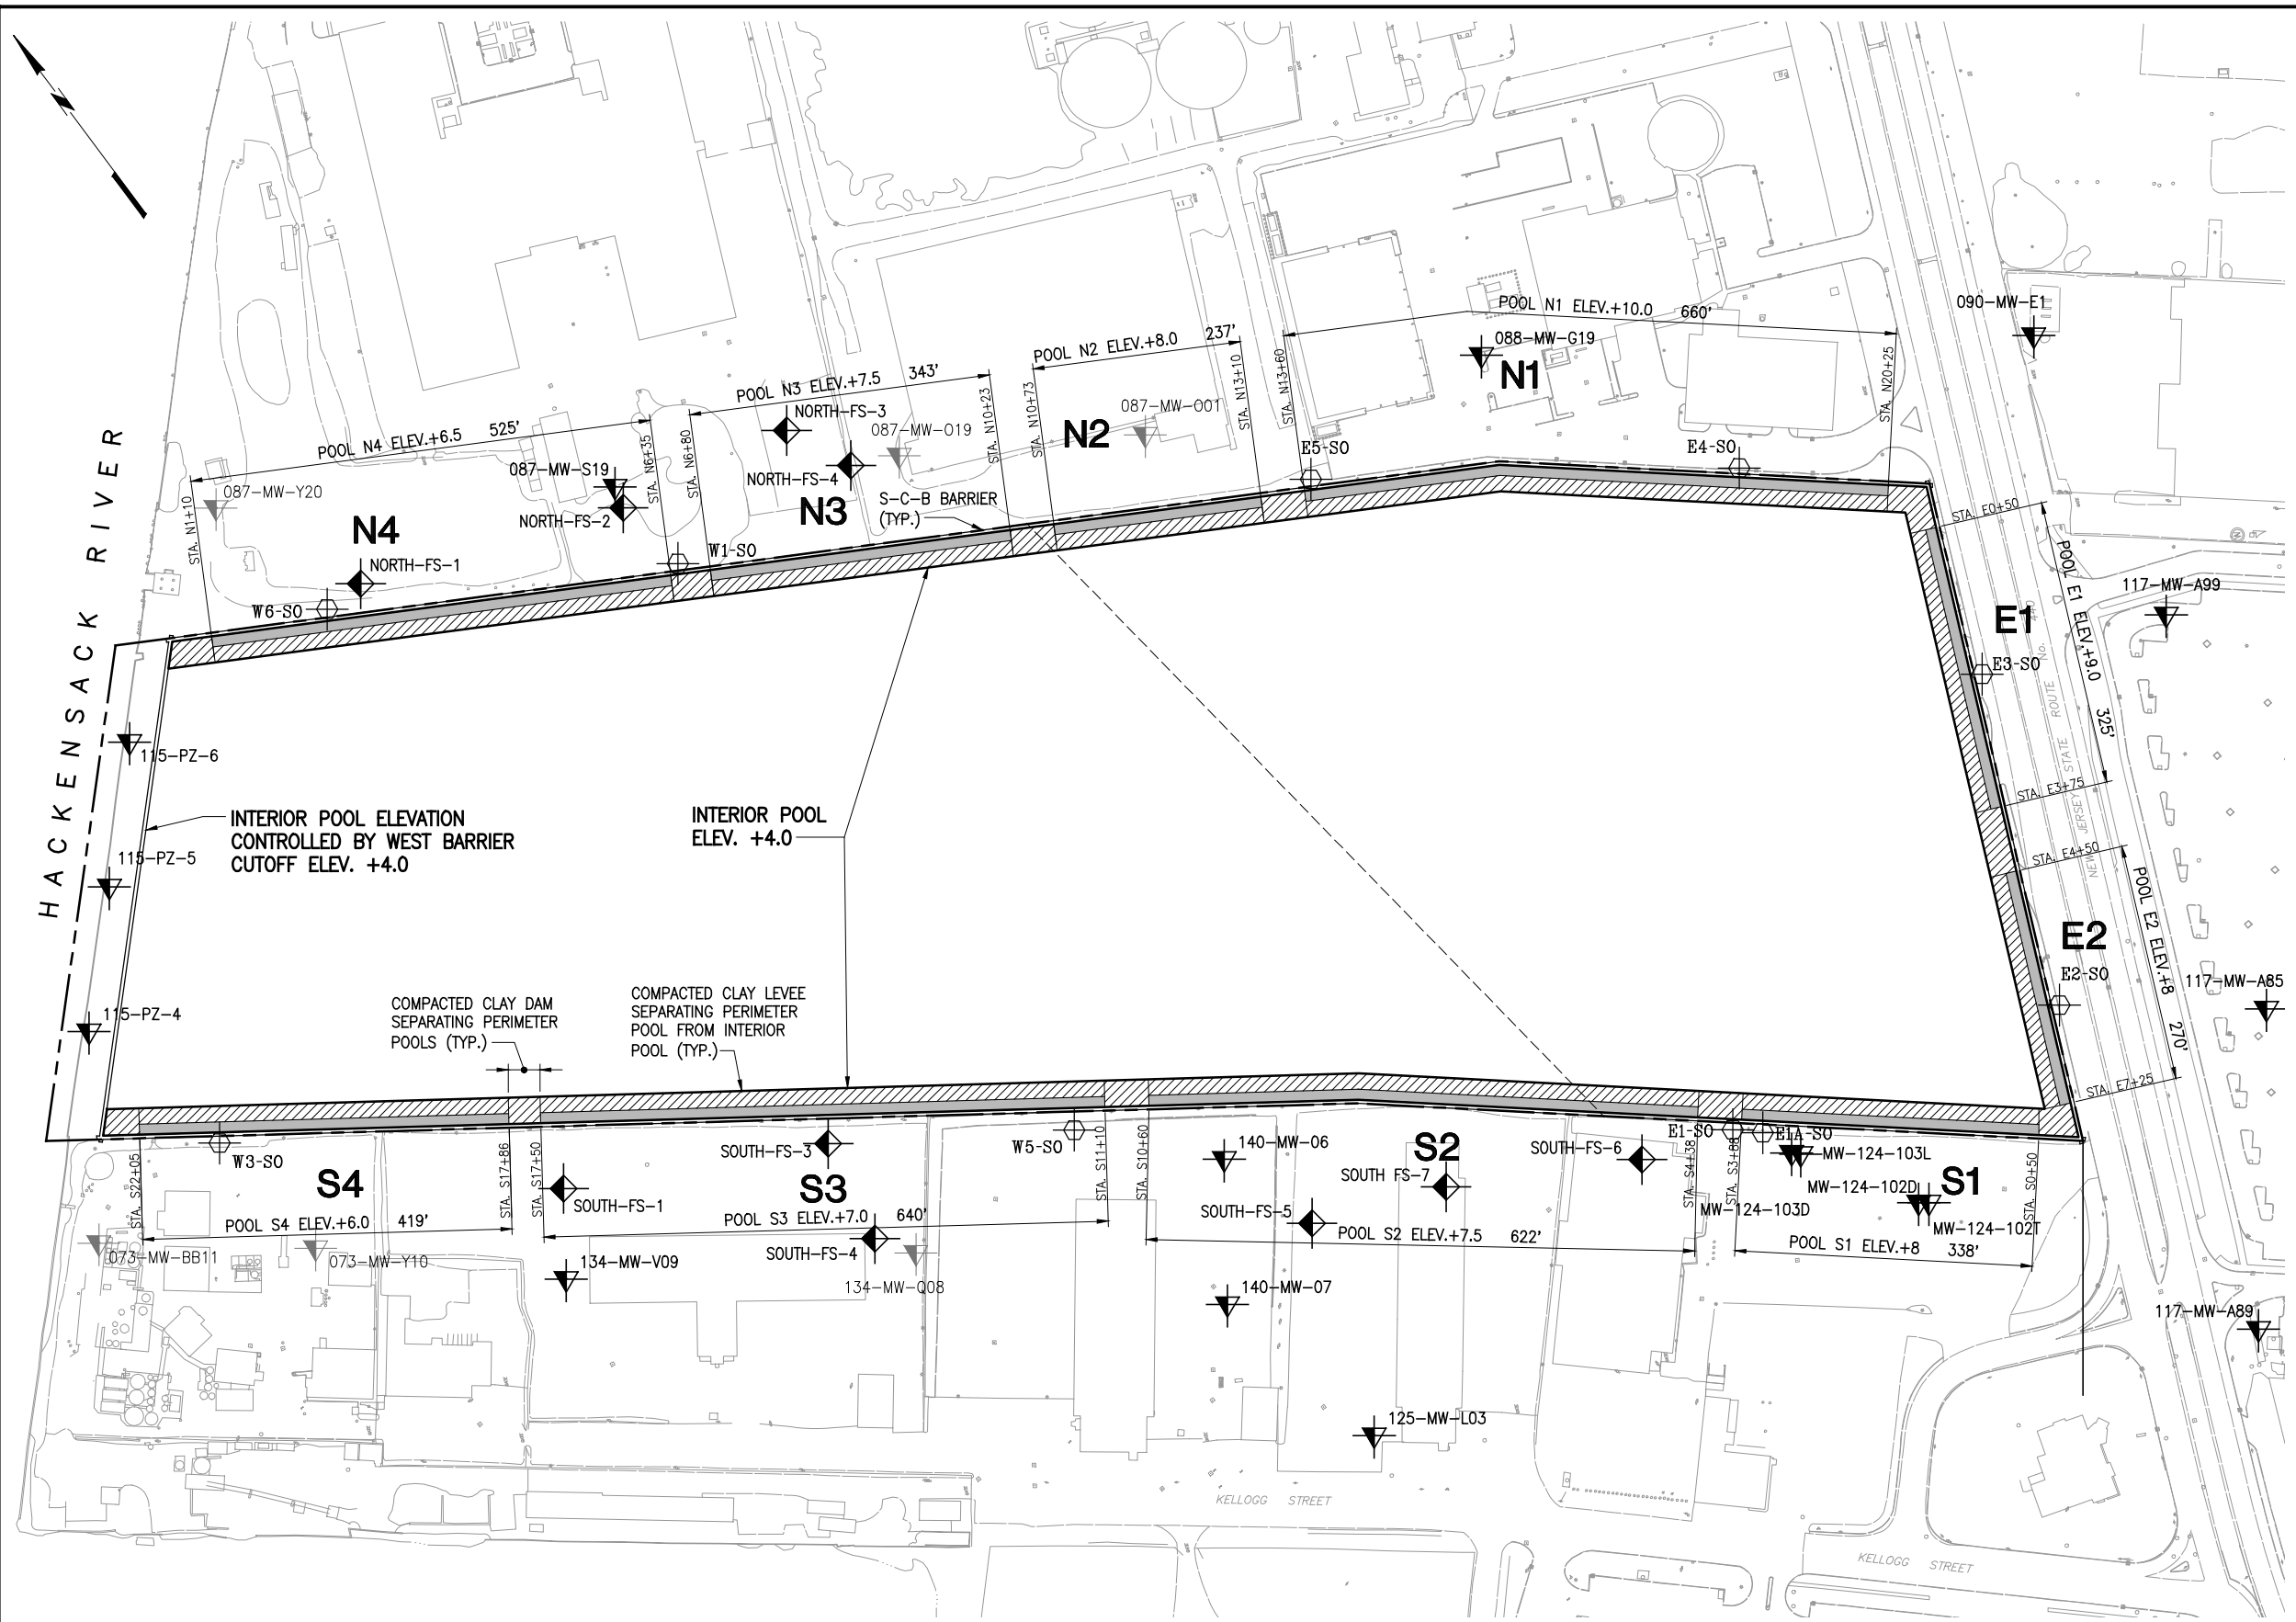 POOL N1 ELEV.+10.0 660'
090-MW-E1
088-MW-G19
N1
STA. N20+25
STA. N13+60
STA. N13+10
POOL N2 ELEV.+8.0 237'
STA. N10+73
N2
087-MW-O01
POOL N3 ELEV.+7.5 343'
STA. N10+23
NORTH-FS-3
087-MW-O19
NORTH-FS-4
N3
STA. N6+80
STA. N6+35
POOL N4 ELEV.+6.5 525'
087-MW-S19
NORTH-FS-2
087-MW-Y20
STA. N1+10
N4
NORTH-FS-1
W6-SO
W1-SO
S-C-B BARRIER
(TYP.)
E5-SO
E4-SO
STA. E0+50
POOL E1 ELEV.+9.0 325'
117-MW-A99
E1
E3-SO
NEW JERSEY STATE ROUTE No. 440
STA. E3+75
STA. E4+50
POOL E2 ELEV.+8 270'
E2
E2-SO
117-MW-A85
STA. E7+25
HACKENSACK RIVER
115-PZ-6
115-PZ-5
115-PZ-4
INTERIOR POOL ELEVATION
CONTROLLED BY WEST BARRIER
CUTOFF ELEV. +4.0
INTERIOR POOL
ELEV. +4.0
COMPACTED CLAY DAM
SEPARATING PERIMETER
POOLS (TYP.)
COMPACTED CLAY LEVEE
SEPARATING PERIMETER
POOL FROM INTERIOR
POOL (TYP.)
W3-SO
STA. S22+05
S4
POOL S4 ELEV.+6.0 419'
073-MW-BB11
073-MW-Y10
STA. S17+86
STA. S17+50
SOUTH-FS-1
SOUTH-FS-3
S3
POOL S3 ELEV.+7.0 640'
SOUTH-FS-4
134-MW-V09
134-MW-Q08
W5-SO
STA. S11+10
STA. S10+60
140-MW-06
SOUTH-FS-5
S2
SOUTH FS-7
POOL S2 ELEV.+7.5 622'
140-MW-07
125-MW-L03
SOUTH-FS-6
E1-SO
E1A-SO
STA. S4+38
STA. S3+88
MW-124-103L
MW-124-103D
MW-124-102D
S1
MW-124-102T
STA. S0+50
POOL S1 ELEV.+8 338'
117-MW-A89
KELLOGG STREET
KELLOGG STREET